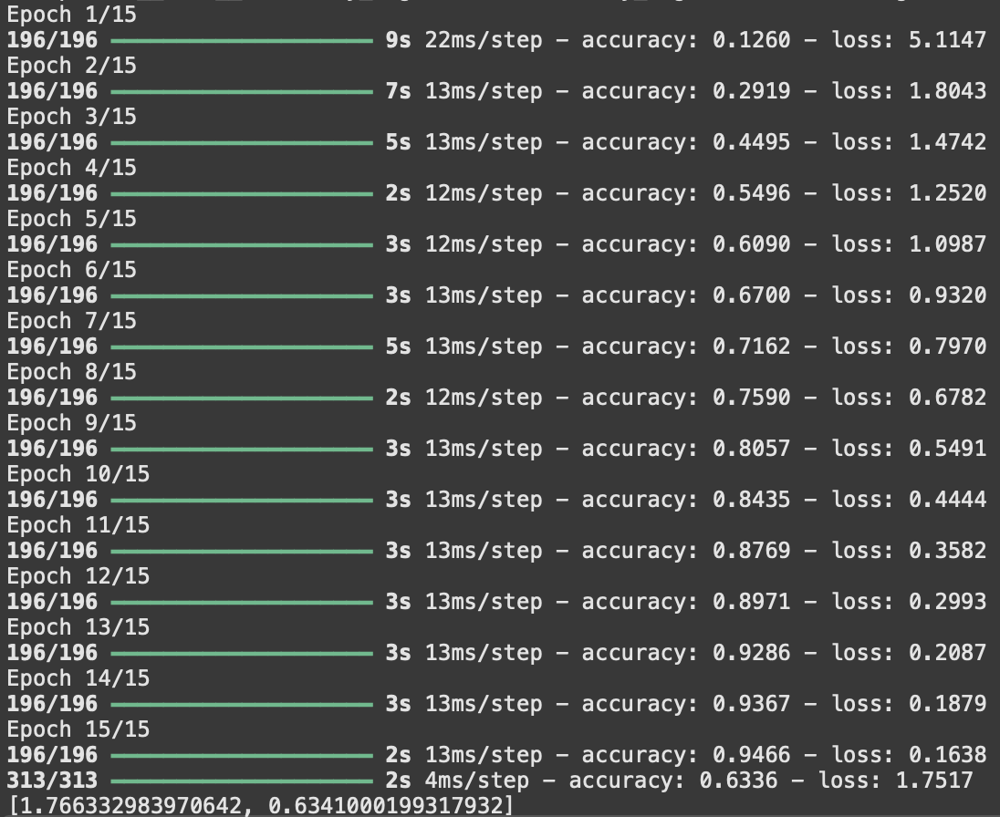 Epoch 1/15
196/196 ━━━━━━━━━━━━━━━━━━━━ 9s 22ms/step - accuracy: 0.1260 - loss: 5.1147
Epoch 2/15
196/196 ━━━━━━━━━━━━━━━━━━━━ 7s 13ms/step - accuracy: 0.2919 - loss: 1.8043
Epoch 3/15
196/196 ━━━━━━━━━━━━━━━━━━━━ 5s 13ms/step - accuracy: 0.4495 - loss: 1.4742
Epoch 4/15
196/196 ━━━━━━━━━━━━━━━━━━━━ 2s 12ms/step - accuracy: 0.5496 - loss: 1.2520
Epoch 5/15
196/196 ━━━━━━━━━━━━━━━━━━━━ 3s 12ms/step - accuracy: 0.6090 - loss: 1.0987
Epoch 6/15
196/196 ━━━━━━━━━━━━━━━━━━━━ 3s 13ms/step - accuracy: 0.6700 - loss: 0.9320
Epoch 7/15
196/196 ━━━━━━━━━━━━━━━━━━━━ 5s 13ms/step - accuracy: 0.7162 - loss: 0.7970
Epoch 8/15
196/196 ━━━━━━━━━━━━━━━━━━━━ 2s 12ms/step - accuracy: 0.7590 - loss: 0.6782
Epoch 9/15
196/196 ━━━━━━━━━━━━━━━━━━━━ 3s 13ms/step - accuracy: 0.8057 - loss: 0.5491
Epoch 10/15
196/196 ━━━━━━━━━━━━━━━━━━━━ 3s 13ms/step - accuracy: 0.8435 - loss: 0.4444
Epoch 11/15
196/196 ━━━━━━━━━━━━━━━━━━━━ 3s 13ms/step - accuracy: 0.8769 - loss: 0.3582
Epoch 12/15
196/196 ━━━━━━━━━━━━━━━━━━━━ 3s 13ms/step - accuracy: 0.8971 - loss: 0.2993
Epoch 13/15
196/196 ━━━━━━━━━━━━━━━━━━━━ 3s 13ms/step - accuracy: 0.9286 - loss: 0.2087
Epoch 14/15
196/196 ━━━━━━━━━━━━━━━━━━━━ 3s 13ms/step - accuracy: 0.9367 - loss: 0.1879
Epoch 15/15
196/196 ━━━━━━━━━━━━━━━━━━━━ 2s 13ms/step - accuracy: 0.9466 - loss: 0.1638
313/313 ━━━━━━━━━━━━━━━━━━━━ 2s 4ms/step - accuracy: 0.6336 - loss: 1.7517
[1.766332983970642, 0.6341000199317932]